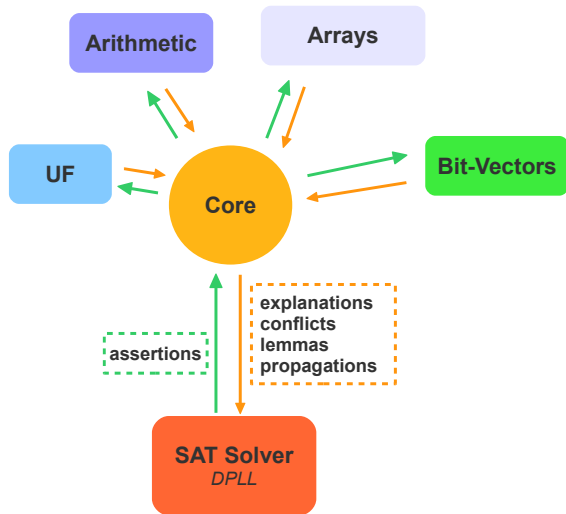 Arithmetic
Arrays
UF
Core
Bit-Vectors
assertions
explanations
conflicts
lemmas
propagations
SAT Solver
DPLL